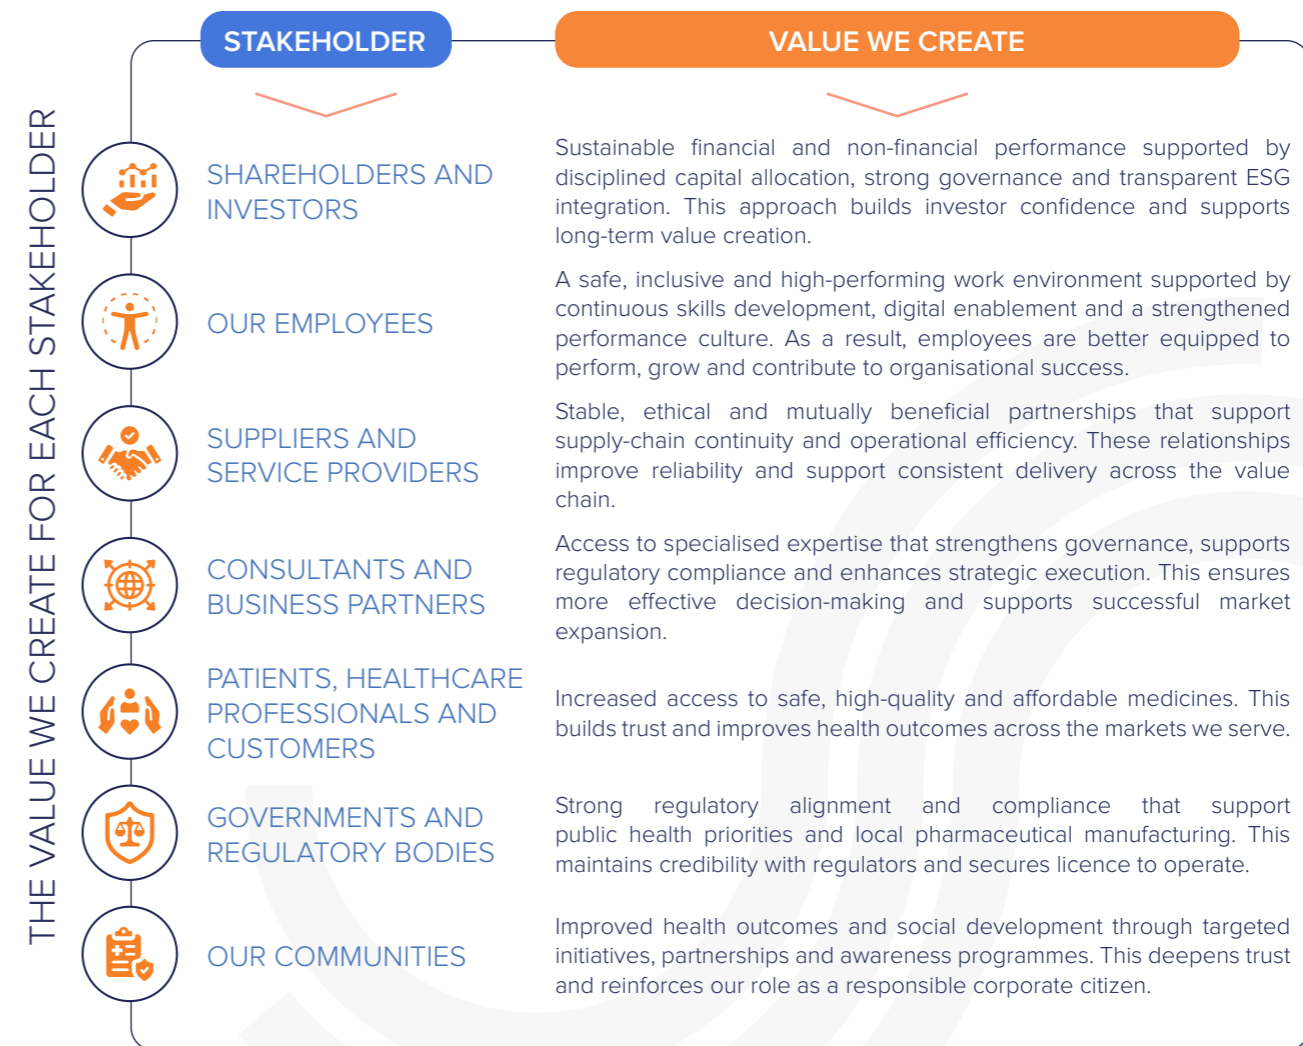 THE VALUE WE CREATE FOR EACH STAKEHOLDER
STAKEHOLDER
VALUE WE CREATE
SHAREHOLDERS AND
INVESTORS
Sustainable financial and non-financial performance supported by
disciplined capital allocation, strong governance and transparent ESG
integration. This approach builds investor confidence and supports
long-term value creation.
OUR EMPLOYEES
A safe, inclusive and high-performing work environment supported by
continuous skills development, digital enablement and a strengthened
performance culture. As a result, employees are better equipped to
perform, grow and contribute to organisational success.
SUPPLIERS AND
SERVICE PROVIDERS
Stable, ethical and mutually beneficial partnerships that support
supply-chain continuity and operational efficiency. These relationships
improve reliability and support consistent delivery across the value
chain.
CONSULTANTS AND
BUSINESS PARTNERS
Access to specialised expertise that strengthens governance, supports
regulatory compliance and enhances strategic execution. This ensures
more effective decision-making and supports successful market
expansion.
PATIENTS, HEALTHCARE
PROFESSIONALS AND
CUSTOMERS
Increased access to safe, high-quality and affordable medicines. This
builds trust and improves health outcomes across the markets we serve.
GOVERNMENTS AND
REGULATORY BODIES
Strong regulatory alignment and compliance that support
public health priorities and local pharmaceutical manufacturing. This
maintains credibility with regulators and secures licence to operate.
OUR COMMUNITIES
Improved health outcomes and social development through targeted
initiatives, partnerships and awareness programmes. This deepens trust
and reinforces our role as a responsible corporate citizen.